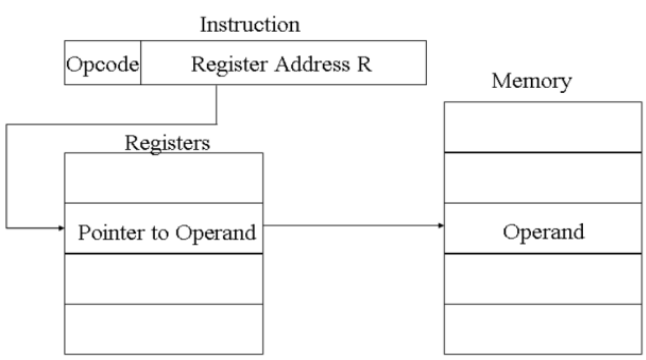 Instruction
Opcode
Register Address R
Memory
Registers
Pointer to Operand
Operand